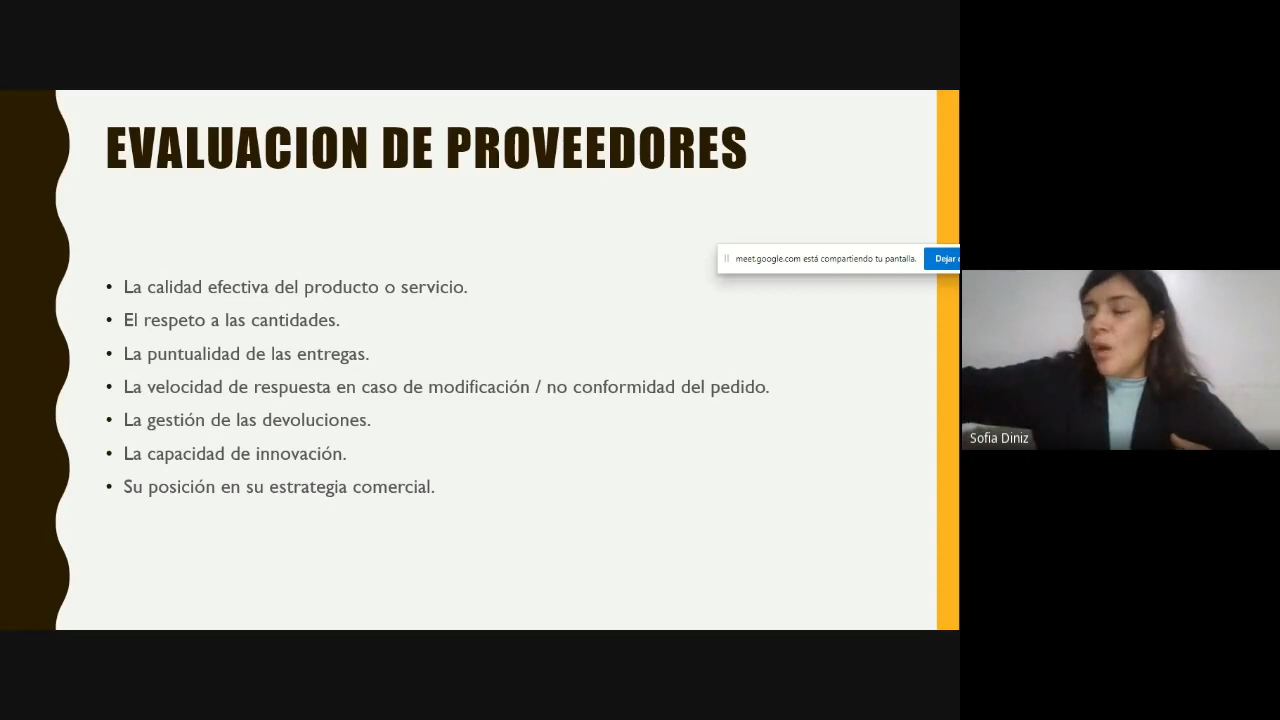 EVALUACION DE PROVEEDORES
meet.google.com está compartiendo tu pantalla.
Dejar
• La calidad efectiva del producto o servicio.
• El respeto a las cantidades.
• La puntualidad de las entregas.
• La velocidad de respuesta en caso de modificación / no conformidad del pedido.
• La gestión de las devoluciones.
• La capacidad de innovación.
• Su posición en su estrategia comercial.
Sofia Diniz